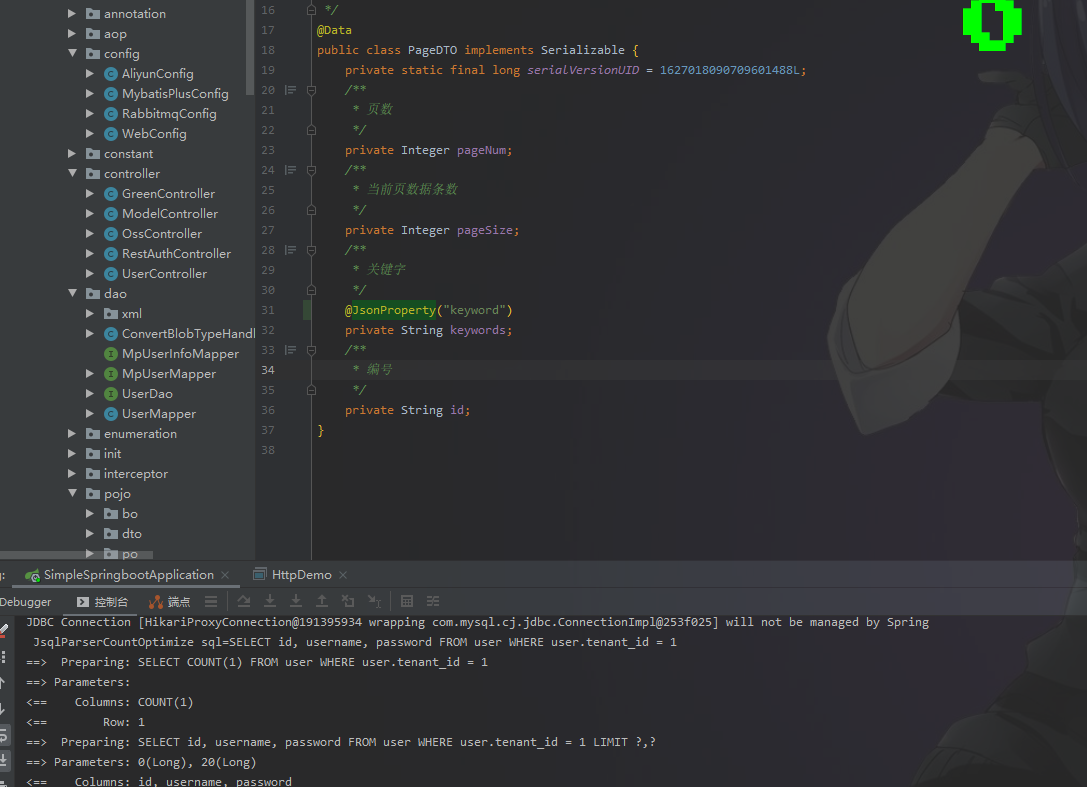 annotation
aop
config
AliyunConfig
MybatisPlusConfig
RabbitmqConfig
WebConfig
constant
controller
GreenController
ModelController
OssController
RestAuthController
UserController
dao
xml
ConvertBlobTypeHandl
MpUserInfoMapper
MpUserMapper
UserDao
UserMapper
enumeration
init
interceptor
pojo
bo
dto
po
16 */
17 @Data
18 public class PageDTO implements Serializable {
19 private static final long serialVersionUID = 1627018090709601488L;
20 /**
21 * 页数
22 */
23 private Integer pageNum;
24 /**
25 * 当前页数据条数
26 */
27 private Integer pageSize;
28 /**
29 * 关键字
30 */
31 @JsonProperty("keyword")
32 private String keywords;
33 /**
34 * 编号
35 */
36 private String id;
37 }
38
0
SimpleSpringbootApplication × HttpDemo ×
Debugger 控制台 端点
JDBC Connection [HikariProxyConnection@191395934 wrapping com.mysql.cj.jdbc.ConnectionImpl@253f025] will not be managed by Spring
JsqlParserCountOptimize sql=SELECT id, username, password FROM user WHERE user.tenant_id = 1
==> Preparing: SELECT COUNT(1) FROM user WHERE user.tenant_id = 1
==> Parameters:
<== Columns: COUNT(1)
<== Row: 1
==> Preparing: SELECT id, username, password FROM user WHERE user.tenant_id = 1 LIMIT ?,?
==> Parameters: 0(Long), 20(Long)
<== Columns: id, username, password